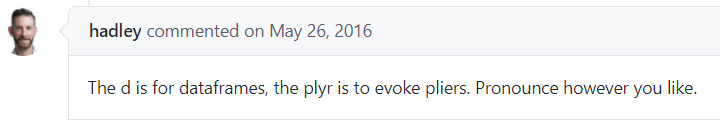 hadley commented on May 26, 2016
The d is for dataframes, the plyr is to evoke pliers. Pronounce however you like.